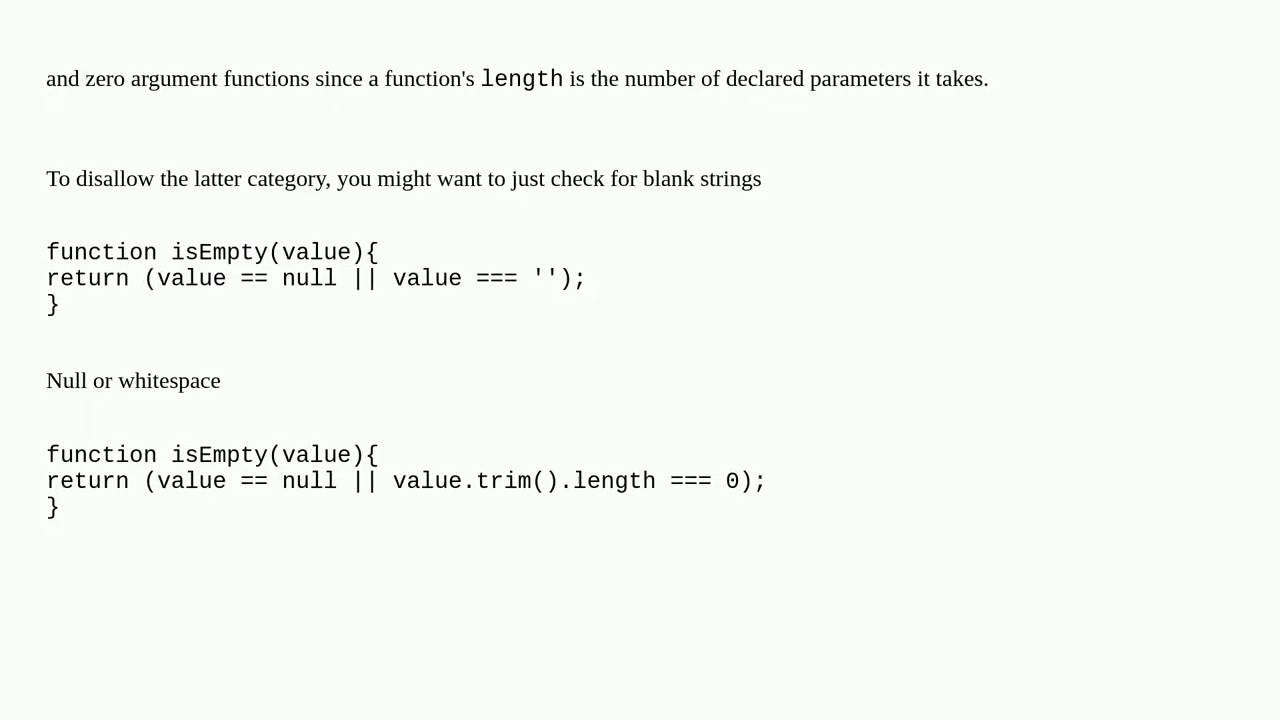 and zero argument functions since a function's length is the number of declared parameters it takes.
To disallow the latter category, you might want to just check for blank strings
function isEmpty(value){
return (value == null || value === '');
}
Null or whitespace
function isEmpty(value){
return (value == null || value.trim().length === 0);
}